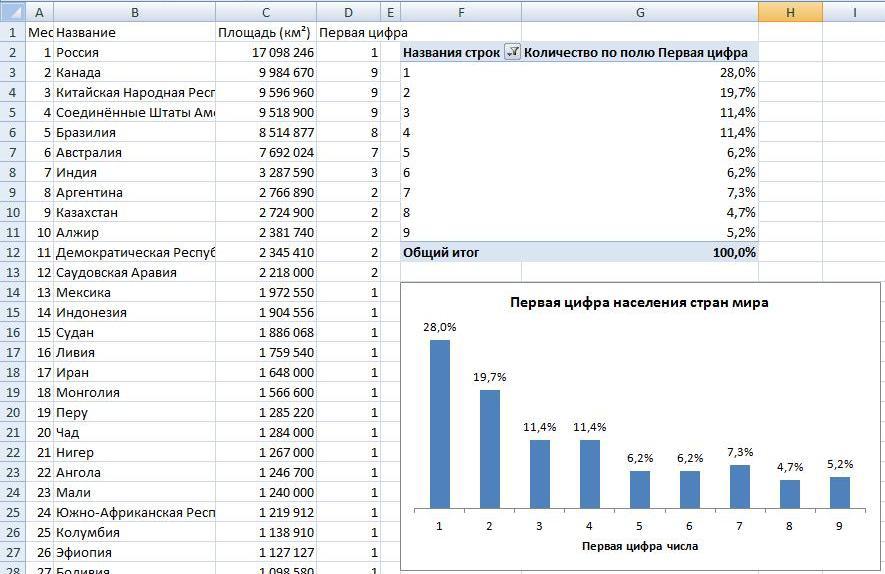 A B C D E F G H I
1 Мес Название Площадь (км²) Первая цифра
2 1 Россия 17 098 246 1 Названия строк Количество по полю Первая цифра
3 2 Канада 9 984 670 9 1 28,0%
4 3 Китайская Народная Респ 9 596 960 9 2 19,7%
5 4 Соединённые Штаты Аме 9 518 900 9 3 11,4%
6 5 Бразилия 8 514 877 8 4 11,4%
7 6 Австралия 7 692 024 7 5 6,2%
8 7 Индия 3 287 590 3 6 6,2%
9 8 Аргентина 2 766 890 2 7 7,3%
10 9 Казахстан 2 724 900 2 8 4,7%
11 10 Алжир 2 381 740 2 9 5,2%
12 11 Демократическая Респуб 2 345 410 2 Общий итог 100,0%
13 12 Саудовская Аравия 2 218 000 2
14 13 Мексика 1 972 550 1
15 14 Индонезия 1 904 556 1
16 15 Судан 1 886 068 1
17 16 Ливия 1 759 540 1
18 17 Иран 1 648 000 1
19 18 Монголия 1 566 600 1
20 19 Перу 1 285 220 1
21 20 Чад 1 284 000 1
22 21 Нигер 1 267 000 1
23 22 Ангола 1 246 700 1
24 23 Мали 1 240 000 1
25 24 Южно-Африканская Респ 1 219 912 1
26 25 Колумбия 1 138 910 1
27 26 Эфиопия 1 127 127 1
28 27 Боливия 1 098 580 1
Первая цифра населения стран мира
28,0%
19,7%
11,4% 11,4%
6,2% 6,2% 7,3% 4,7% 5,2%
1 2 3 4 5 6 7 8 9
Первая цифра числа